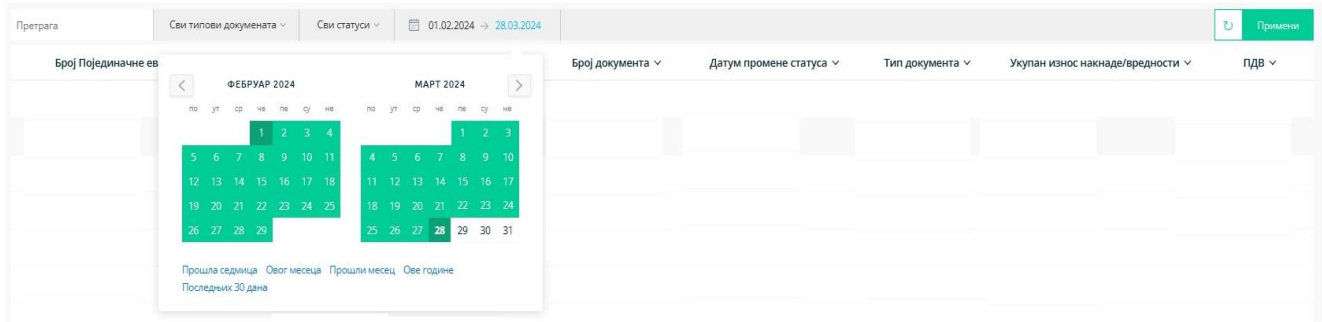 Претрага Сви типови докумената Сви статуси 01.02.2024 → 28.03.2024 Примени
Број Појединачне ев Број документа Датум промене статуса Тип документа Укупан износ накнаде/вредности ПДВ
ФЕБРУАР 2024 МАРТ 2024
по ут ср че пе су не по ут ср че пе су не
1 2 3 4 1 2 3
5 6 7 8 9 10 11 4 5 6 7 8 9 10
12 13 14 15 16 17 18 11 12 13 14 15 16 17
19 20 21 22 23 24 25 18 19 20 21 22 23 24
26 27 28 29 25 26 27 28 29 30 31
Прошла седмица Овог месеца Прошли месец Ове године
Последњих 30 дана